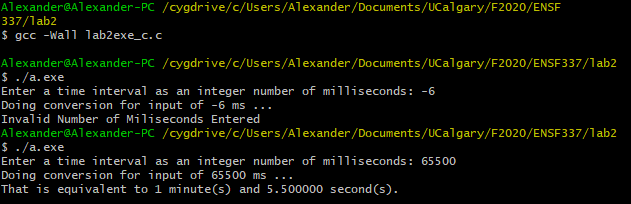 Alexander@Alexander-PC /cygdrive/c/Users/Alexander/Documents/UCalgary/F2020/ENSF
337/lab2
$ gcc -Wall lab2exe_c.c
Alexander@Alexander-PC /cygdrive/c/Users/Alexander/Documents/UCalgary/F2020/ENSF337/lab2
$ ./a.exe
Enter a time interval as an integer number of milliseconds: -6
Doing conversion for input of -6 ms ...
Invalid Number of Miliseconds Entered
Alexander@Alexander-PC /cygdrive/c/Users/Alexander/Documents/UCalgary/F2020/ENSF337/lab2
$ ./a.exe
Enter a time interval as an integer number of milliseconds: 65500
Doing conversion for input of 65500 ms ...
That is equivalent to 1 minute(s) and 5.500000 second(s).